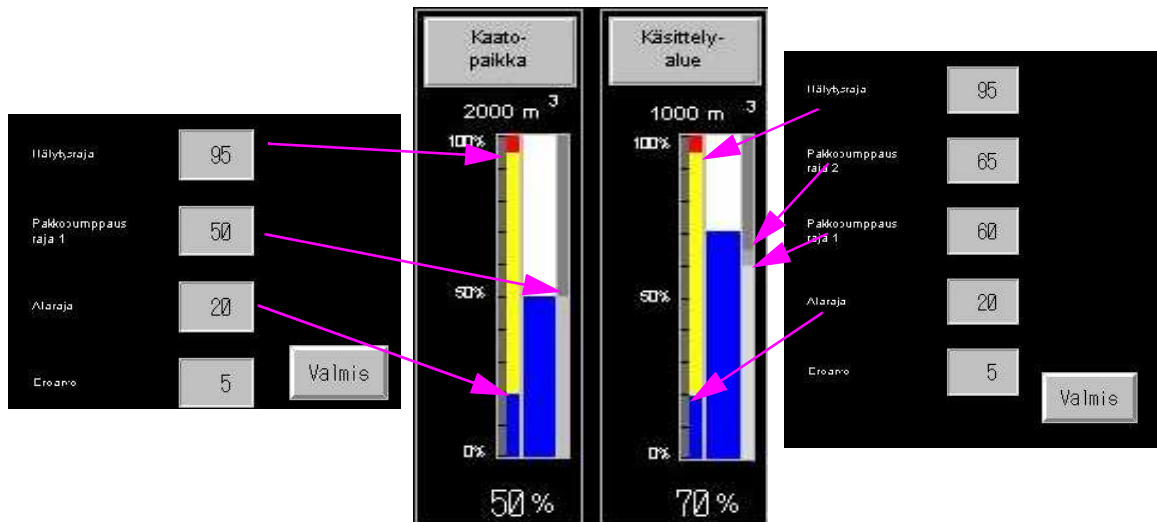 Hälytysraja
95
Pakkopumppaus
raja 1
50
Alaraja
20
Eroarvo
5
Valmis
Kaato-
paikka
2000 m 3
100%
50%
0%
50 %
Käsittely-
alue
1000 m 3
100%
50%
0%
70 %
Hälytysraja
95
Pakkopumppaus
raja 2
65
Pakkopumppaus
raja 1
60
Alaraja
20
Eroarvo
5
Valmis